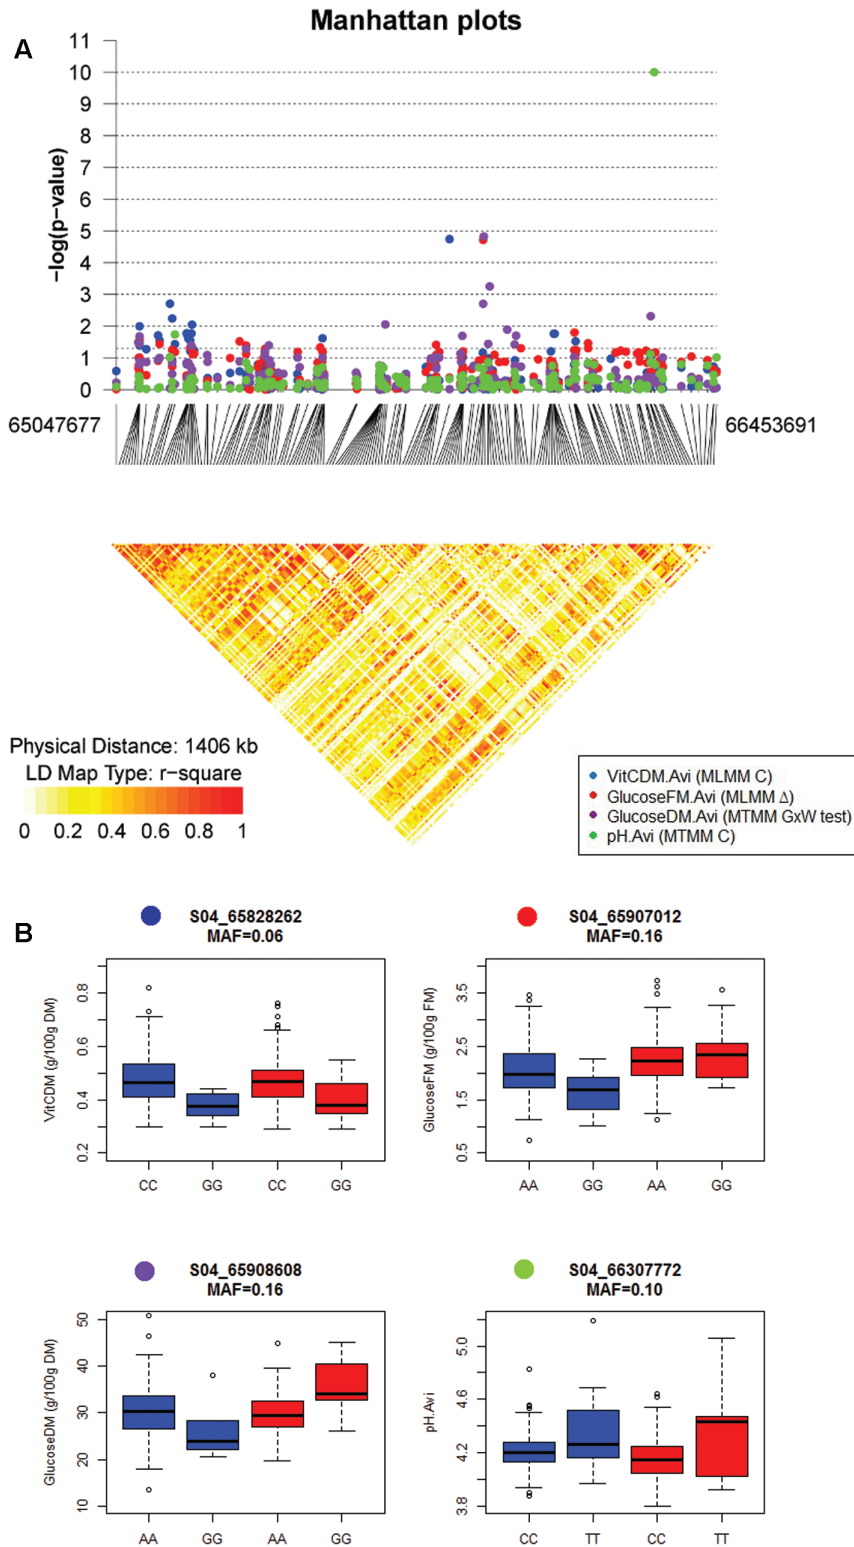 Manhattan plots
A
11
10
9
8
7
6
5
4
3
2
1
0
−log(p−value)
65047677
66453691
Physical Distance: 1406 kb
LD Map Type: r−square
0 0.2 0.4 0.6 0.8 1
VitCDM.Avi (MLMM C)
GlucoseFM.Avi (MLMM Δ)
GlucoseDM.Avi (MTMM GxW test)
pH.Avi (MTMM C)
B
S04_65828262
MAF=0.06
VitCDM (g/100g DM)
0.8
0.6
0.4
0.2
CC GG CC GG
S04_65907012
MAF=0.16
GlucoseFM (g/100g FM)
3.5
2.5
1.5
0.5
AA GG AA GG
S04_65908608
MAF=0.16
GlucoseDM (g/100g DM)
50
40
30
20
10
AA GG AA GG
S04_66307772
MAF=0.10
pH.Avi
5.0
4.6
4.2
3.8
CC TT CC TT